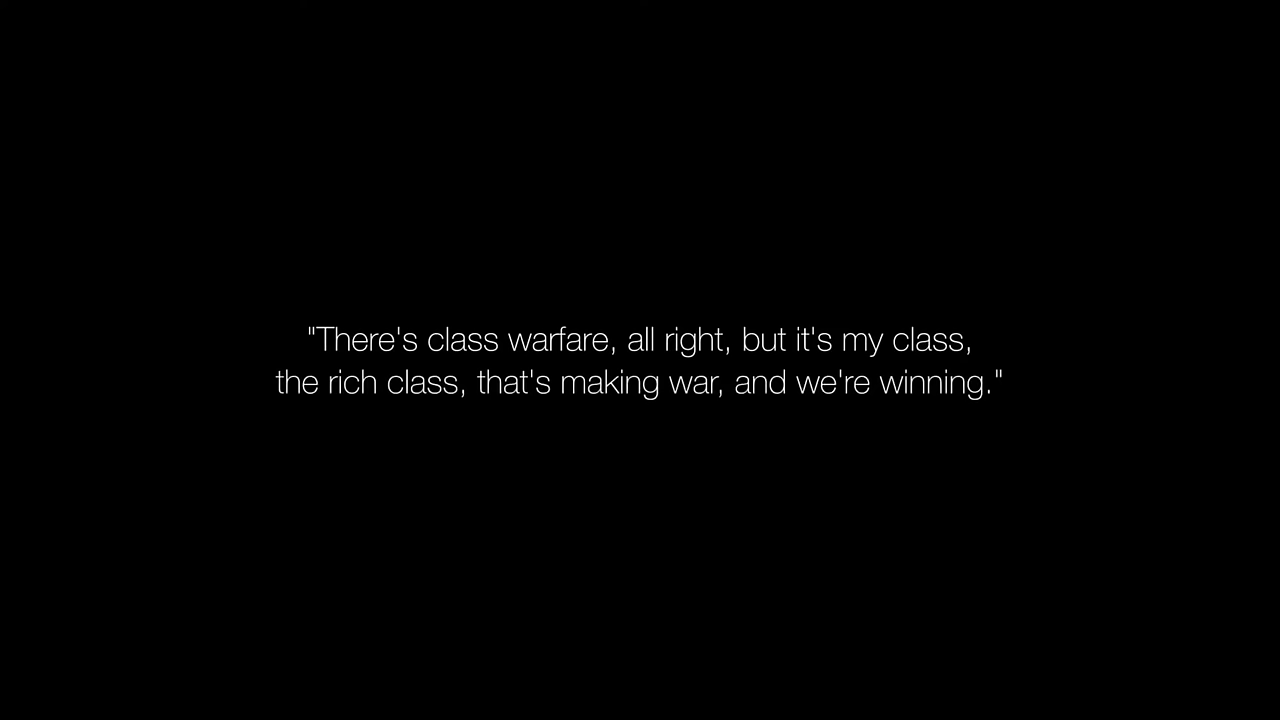 "There's class warfare, all right, but it's my class,
the rich class, that's making war, and we're winning."